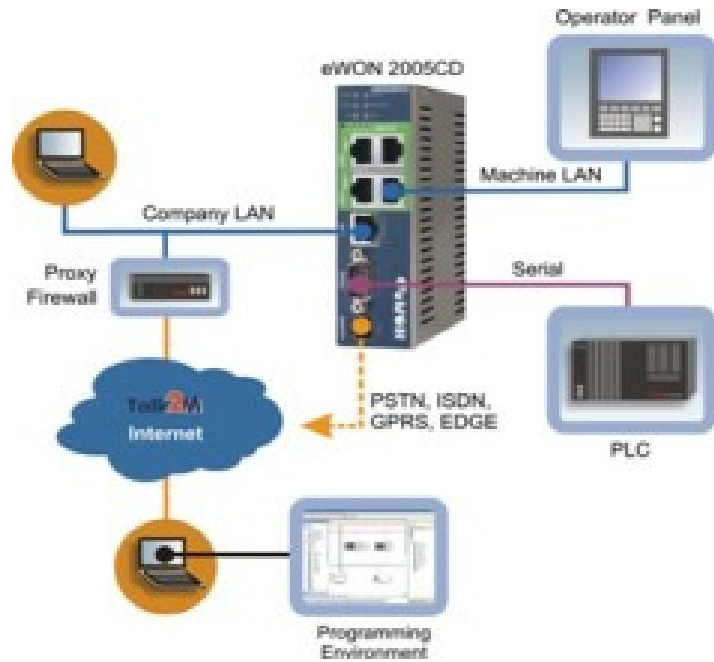 Operator Panel
eWON 2005CD
Machine LAN
Company LAN
Proxy
Firewall
Serial
Talk2M
Internet
PSTN, ISDN,
GPRS, EDGE
PLC
Programming
Environment